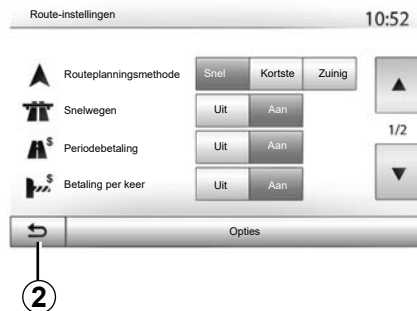 Route-instellingen 10:52
Routeplanningsmethode Snel Kortste Zuinig
Snelwegen Uit Aan
$ Periodebetaling Uit Aan
1/2
$ Betaling per keer Uit Aan
Opties
2